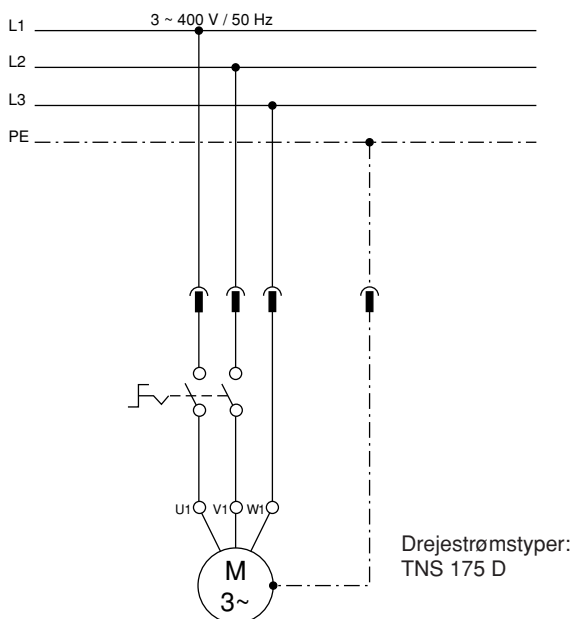 L1
3 ~ 400 V / 50 Hz
L2
L3
PE
U1 V1 W1
M
3~
Drejestrømstyper:
TNS 175 D